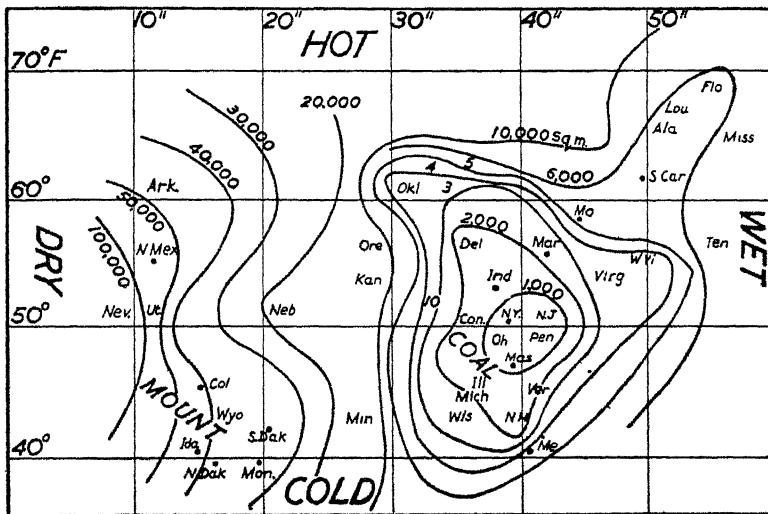 10" 20" 30" 40" 50"
HOT
70°F
Flo
30,000
20,000
Lou
10,000 sq.m.
Ala
Miss
40,000
5
4
6,000
S Car
Ark.
Okl
3
60°
50,000
Mo
2,000
DRY
Del
Mar
WET
Ore
N Mex
Wvi
Ten
100,000
Kan
Ind
Virg
1,000
10
Nev.
Ut.
Neb
Con.
N.Y.
N J
50°
Oh
Pen
COAL
Mas
Ill
Col
Ver
Mich
MOUNT
Wyo
Min
Wis
N H
S.Dak
40°
Ida
Me
N Dak
Mon.
COLD